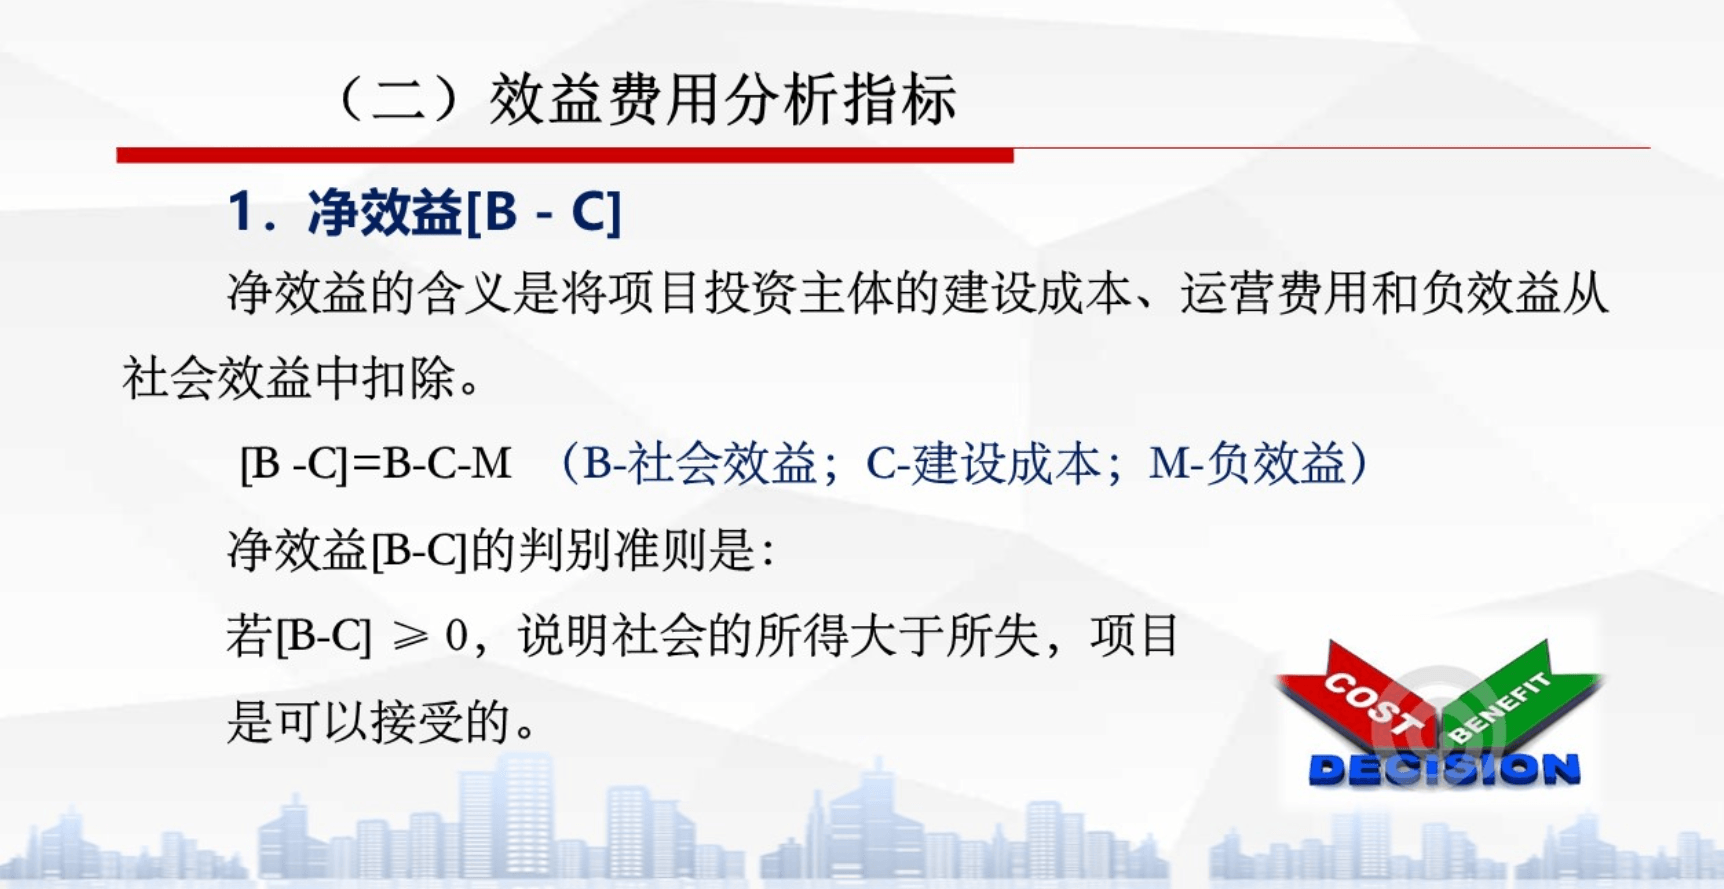 （二）效益费用分析指标
1. 净效益[B - C]
净效益的含义是将项目投资主体的建设成本、运营费用和负效益从
社会效益中扣除。
[B -C]=B-C-M （B-社会效益；C-建设成本；M-负效益）
净效益[B-C]的判别准则是：
若[B-C] ≥ 0，说明社会的所得大于所失，项目
是可以接受的。
COST BENEFIT
DECISION